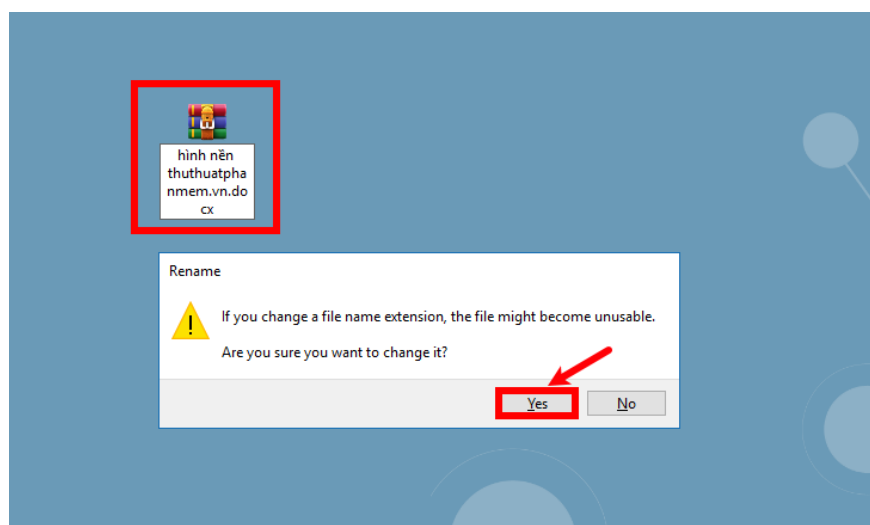 hình nền
thuthuatpha
nmem.vn.do
cx
Rename
If you change a file name extension, the file might become unusable.
Are you sure you want to change it?
Yes
No